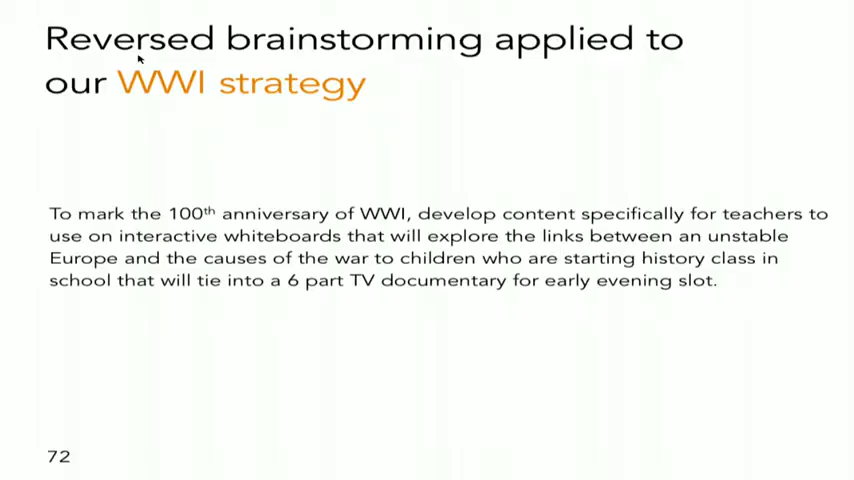 Reversed brainstorming applied to
our WWI strategy
To mark the 100th anniversary of WWI, develop content specifically for teachers to
use on interactive whiteboards that will explore the links between an unstable
Europe and the causes of the war to children who are starting history class in
school that will tie into a 6 part TV documentary for early evening slot.
72